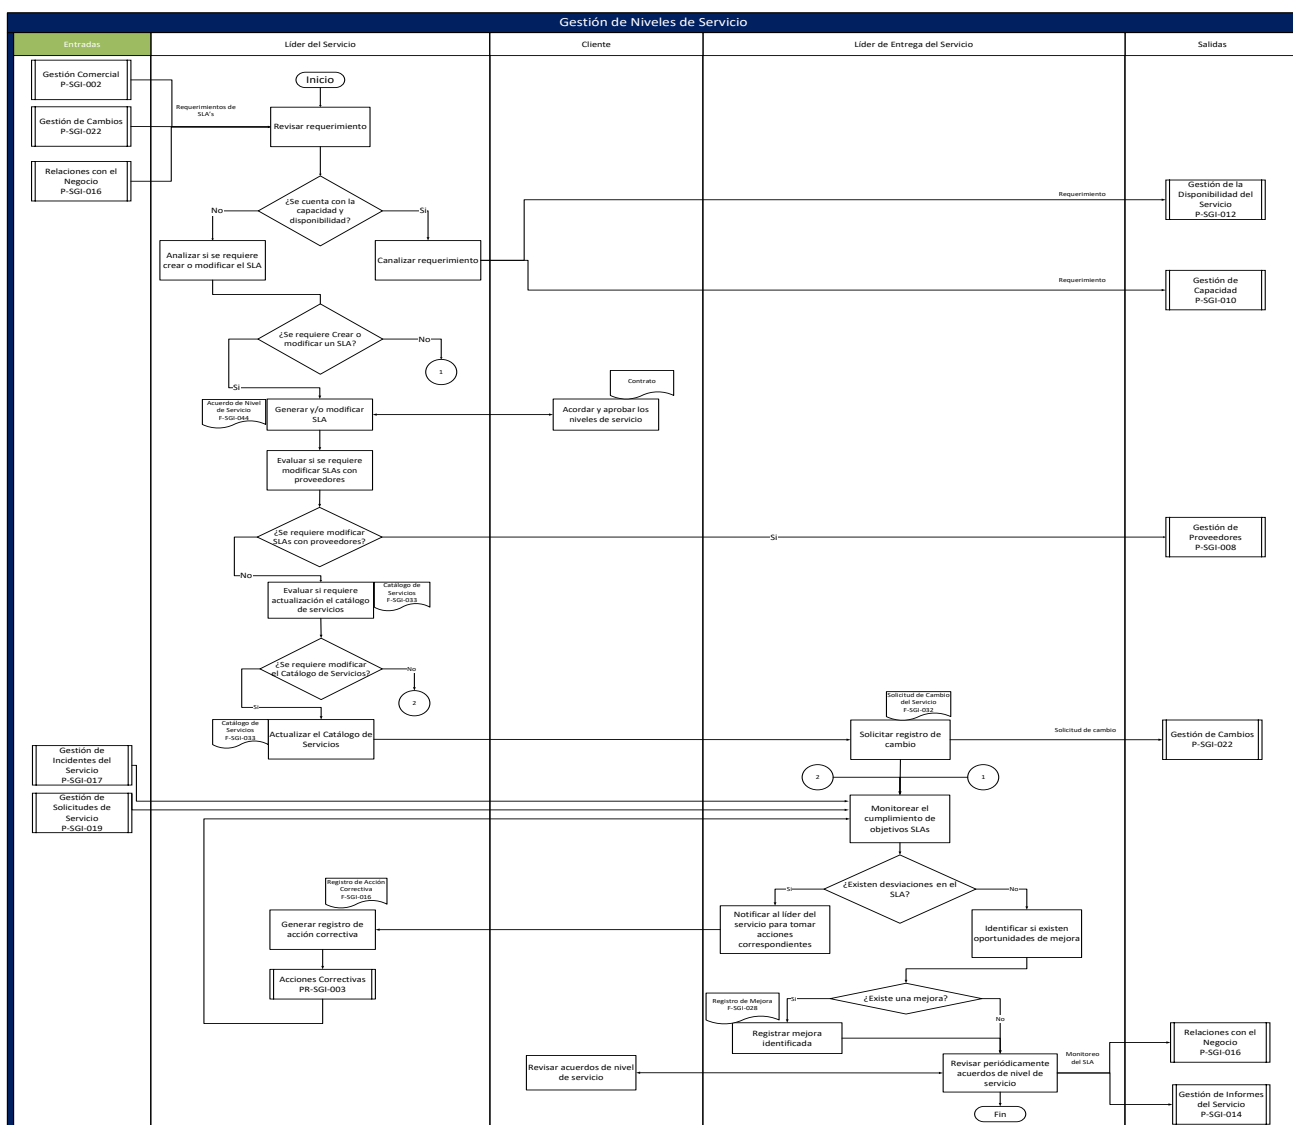 Gestión de Niveles de Servicio
Entradas
Líder del Servicio
Cliente
Líder de Entrega del Servicio
Salidas
Gestión Comercial
P-SGI-002
Requerimientos de
SLA's
Gestión de Cambios
P-SGI-022
Relaciones con el
Negocio
P-SGI-016
Inicio
Revisar requerimiento
¿Se cuenta con la
capacidad y
disponibilidad?
No
Si
Analizar si se requiere
crear o modificar el SLA
Canalizar requerimiento
Requerimiento
Gestión de la
Disponibilidad del
Servicio
P-SGI-012
Requerimiento
Gestión de
Capacidad
P-SGI-010
¿Se requiere Crear o
modificar un SLA?
No
1
Si
Acuerdo de Nivel
de Servicio
F-SGI-044
Generar y/o modificar
SLA
Contrato
Acordar y aprobar los
niveles de servicio
Evaluar si se requiere
modificar SLAs con
proveedores
¿Se requiere modificar
SLAs con proveedores?
Si
Gestión de
Proveedores
P-SGI-008
No
Evaluar si requiere
actualización el catálogo
de servicios
Catálogo de
Servicios
F-SGI-033
¿Se requiere modificar
el Catálogo de Servicios?
No
2
Si
Catálogo de
Servicios
F-SGI-033
Actualizar el Catálogo de
Servicios
Solicitud de Cambio
del Servicio
F-SGI-032
Solicitar registro de
cambio
Solicitud de cambio
Gestión de Cambios
P-SGI-022
Gestión de
Incidentes del
Servicio
P-SGI-017
Gestión de
Solicitudes de
Servicio
P-SGI-019
2
1
Monitorear el
cumplimiento de
objetivos SLAs
¿Existen desviaciones en el
SLA?
Si
No
Registro de Acción
Correctiva
F-SGI-016
Generar registro de
acción correctiva
Notificar al líder del
servicio para tomar
acciones
correspondientes
Identificar si existen
oportunidades de mejora
Acciones Correctivas
PR-SGI-003
¿Existe una mejora?
Si
No
Registro de Mejora
F-SGI-028
Registrar mejora
identificada
Revisar acuerdos de nivel
de servicio
Revisar periódicamente
acuerdos de nivel de
servicio
Monitoreo
del SLA
Relaciones con el
Negocio
P-SGI-016
Gestión de Informes
del Servicio
P-SGI-014
Fin